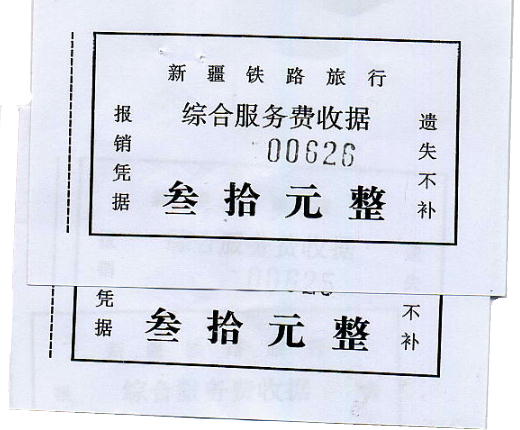 新疆铁路旅行
综合服务费收据
00626
报销凭据
叁拾元整
遗失不补
凭据
叁拾元整
不补